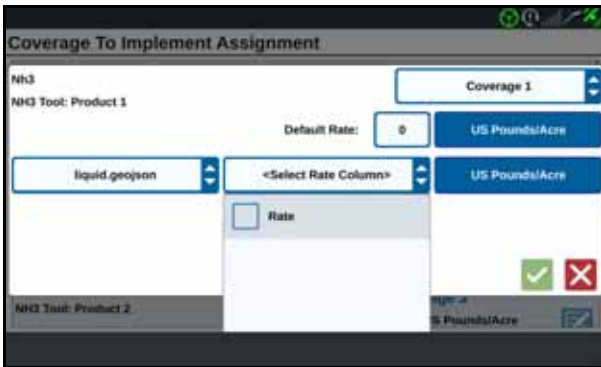 Coverage To Implement Assignment
Nh3
Coverage 1
NH3 Tool: Product 1
Default Rate: 0 US Pounds/Acre
liquid.geojson <Select Rate Column> US Pounds/Acre
Rate
NH3 Tool: Product 2
S Pounds/Acre